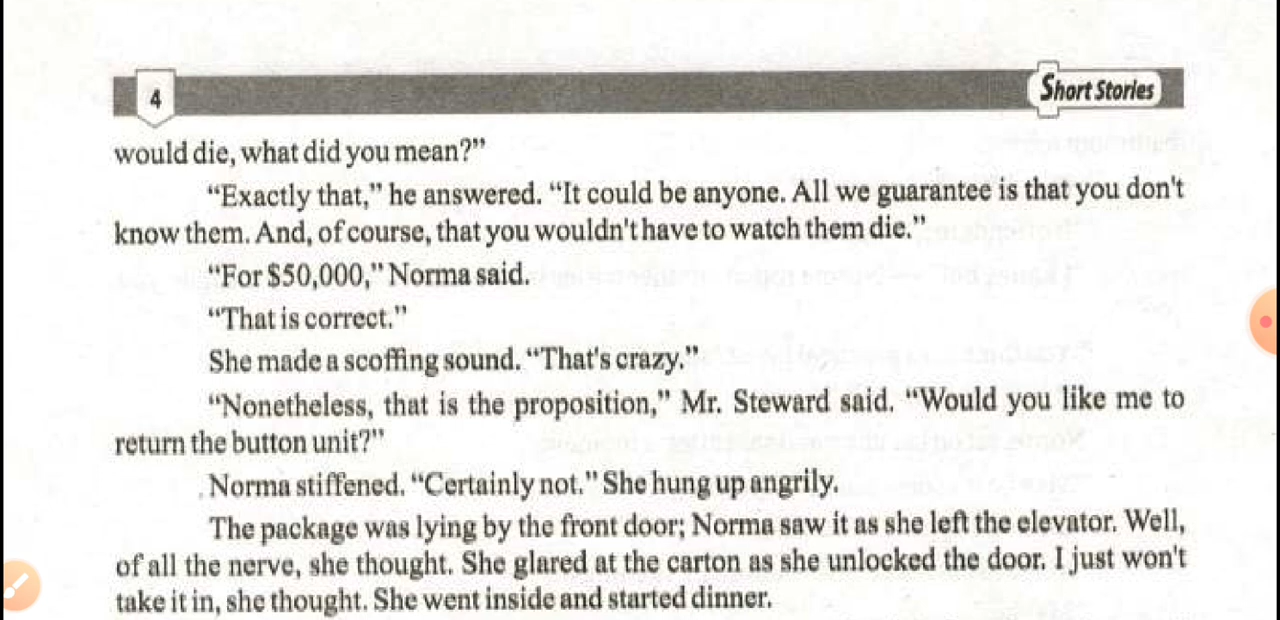 4
Short Stories
would die, what did you mean?”
“Exactly that,” he answered. “It could be anyone. All we guarantee is that you don't
know them. And, of course, that you wouldn't have to watch them die.”
“For $50,000,” Norma said.
“That is correct.”
She made a scoffing sound. “That's crazy.”
“Nonetheless, that is the proposition,” Mr. Steward said. “Would you like me to
return the button unit?”
Norma stiffened. “Certainly not.” She hung up angrily.
The package was lying by the front door; Norma saw it as she left the elevator. Well,
of all the nerve, she thought. She glared at the carton as she unlocked the door. I just won't
take it in, she thought. She went inside and started dinner.